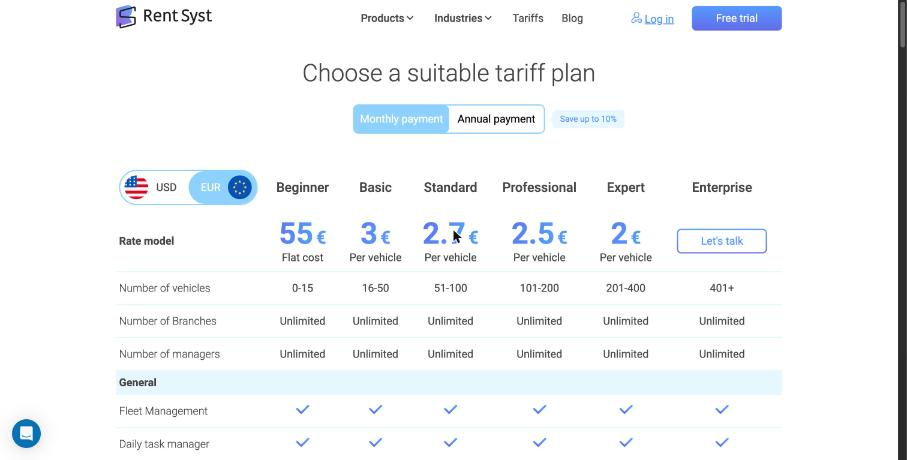 Rent Syst Products Industries Tariffs Blog Log in Free trial
Choose a suitable tariff plan
Monthly payment Annual payment Save up to 10%
USD EUR Beginner Basic Standard Professional Expert Enterprise
Rate model 55 € 3 € 2.7 € 2.5 € 2 € Let's talk
Flat cost Per vehicle Per vehicle Per vehicle Per vehicle
Number of vehicles 0-15 16-50 51-100 101-200 201-400 401+
Number of Branches Unlimited Unlimited Unlimited Unlimited Unlimited Unlimited
Number of managers Unlimited Unlimited Unlimited Unlimited Unlimited Unlimited
General
Fleet Management
Daily task manager